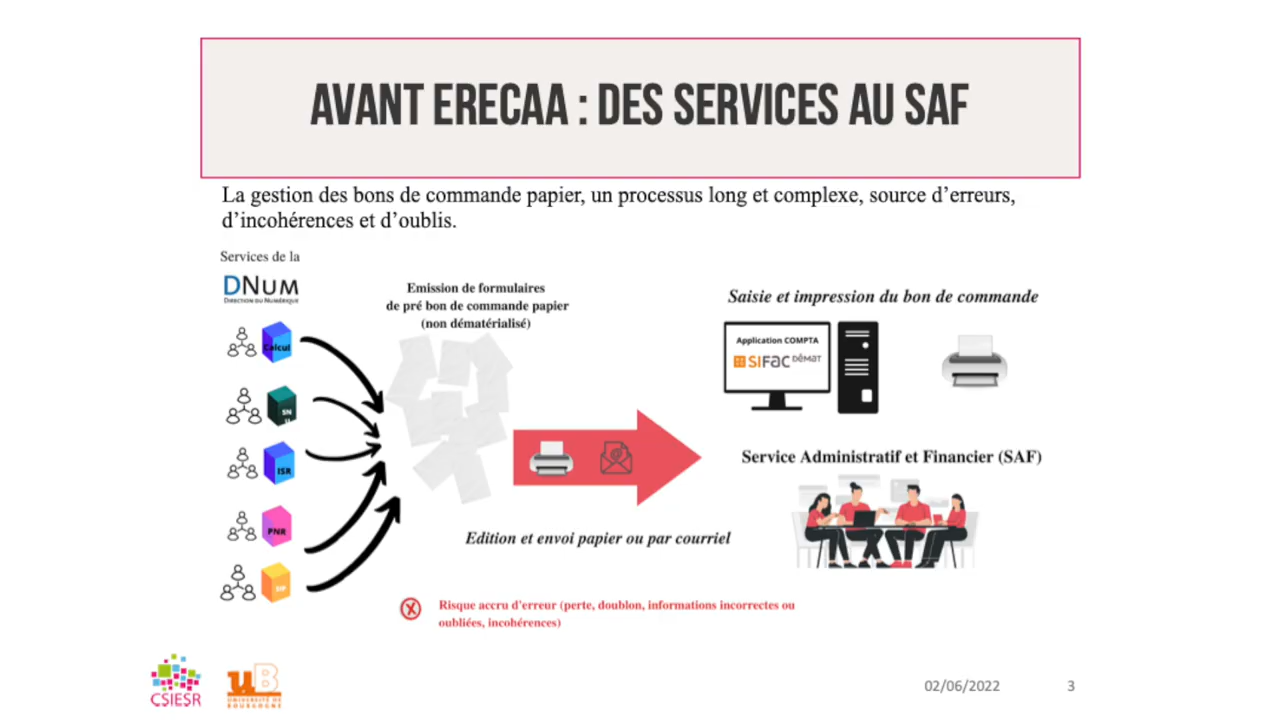 AVANT ERECAA : DES SERVICES AU SAF
La gestion des bons de commande papier, un processus long et complexe, source d’erreurs,
d’incohérences et d’oublis.
Services de la
DNUM
DIRECTION DU NUMÉRIQUE
Calcul
SN
ISR
PNR
Emission de formulaires
de pré bon de commande papier
(non dématérialisé)
Edition et envoi papier ou par courriel
Saisie et impression du bon de commande
Application COMPTA
SIFAC DÉMAT
Service Administratif et Financier (SAF)
Risque accru d’erreur (perte, doublon, informations incorrectes ou
oubliées, incohérences)
CSIESR
uB
UNIVERSITÉ DE
BOURGOGNE
02/06/2022
3